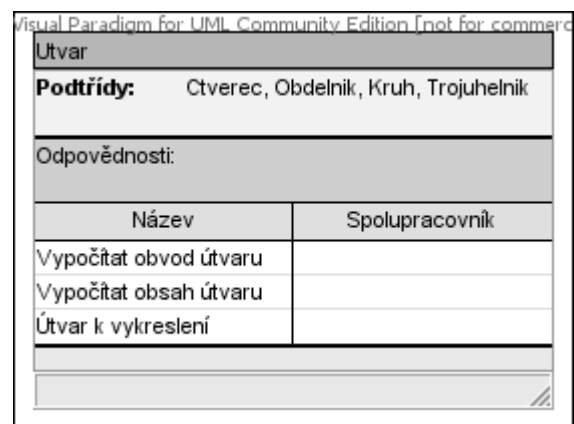 Visual Paradigm for UML Community Edition [not for commerc
Utvar
Podtřídy: Ctverec, Obdelnik, Kruh, Trojuhelnik
Odpovědnosti:
Název Spolupracovník
Vypočítat obvod útvaru
Vypočítat obsah útvaru
Útvar k vykreslení